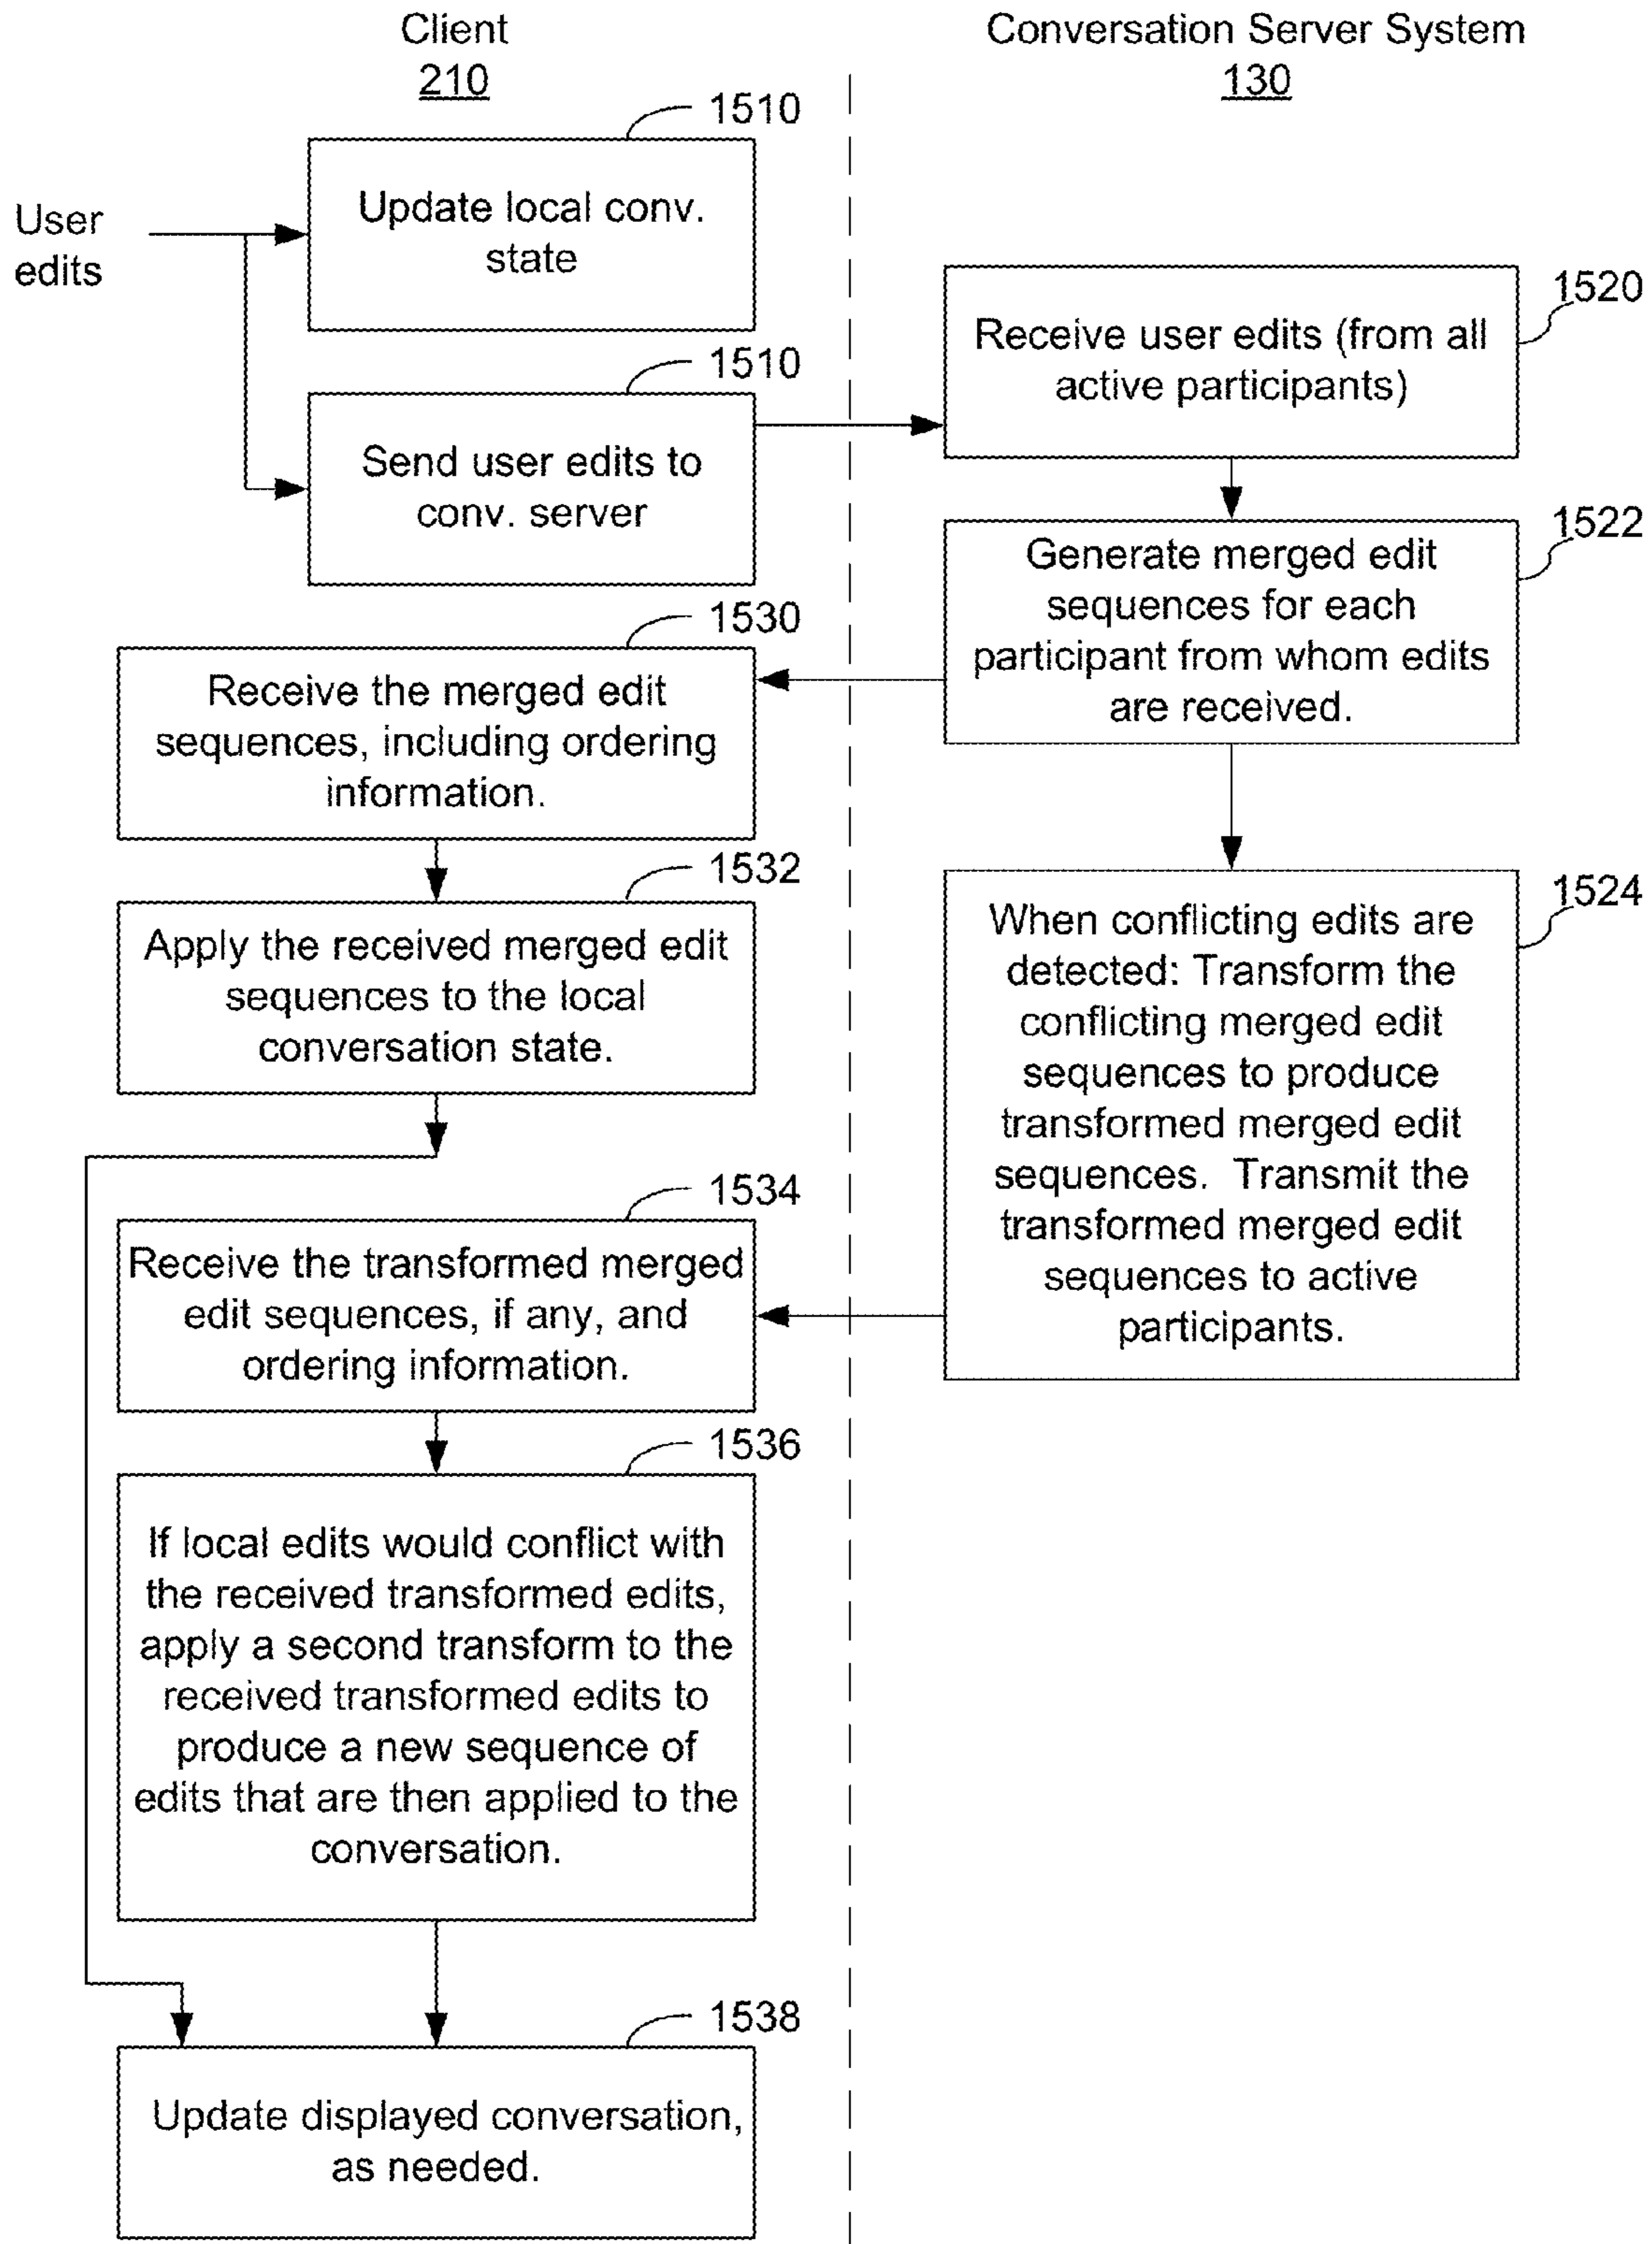 Client
210
Conversation Server System
130
User
edits
1510
Update local conv.
state
1510
Send user edits to
conv. server
1520
Receive user edits (from all
active participants)
1522
Generate merged edit
sequences for each
participant from whom edits
are received.
1530
Receive the merged edit
sequences, including ordering
information.
1532
Apply the received merged edit
sequences to the local
conversation state.
1524
When conflicting edits are
detected: Transform the
conflicting merged edit
sequences to produce
transformed merged edit
sequences. Transmit the
transformed merged edit
sequences to active
participants.
1534
Receive the transformed merged
edit sequences, if any, and
ordering information.
1536
If local edits would conflict with
the received transformed edits,
apply a second transform to the
received transformed edits to
produce a new sequence of
edits that are then applied to the
conversation.
1538
Update displayed conversation,
as needed.